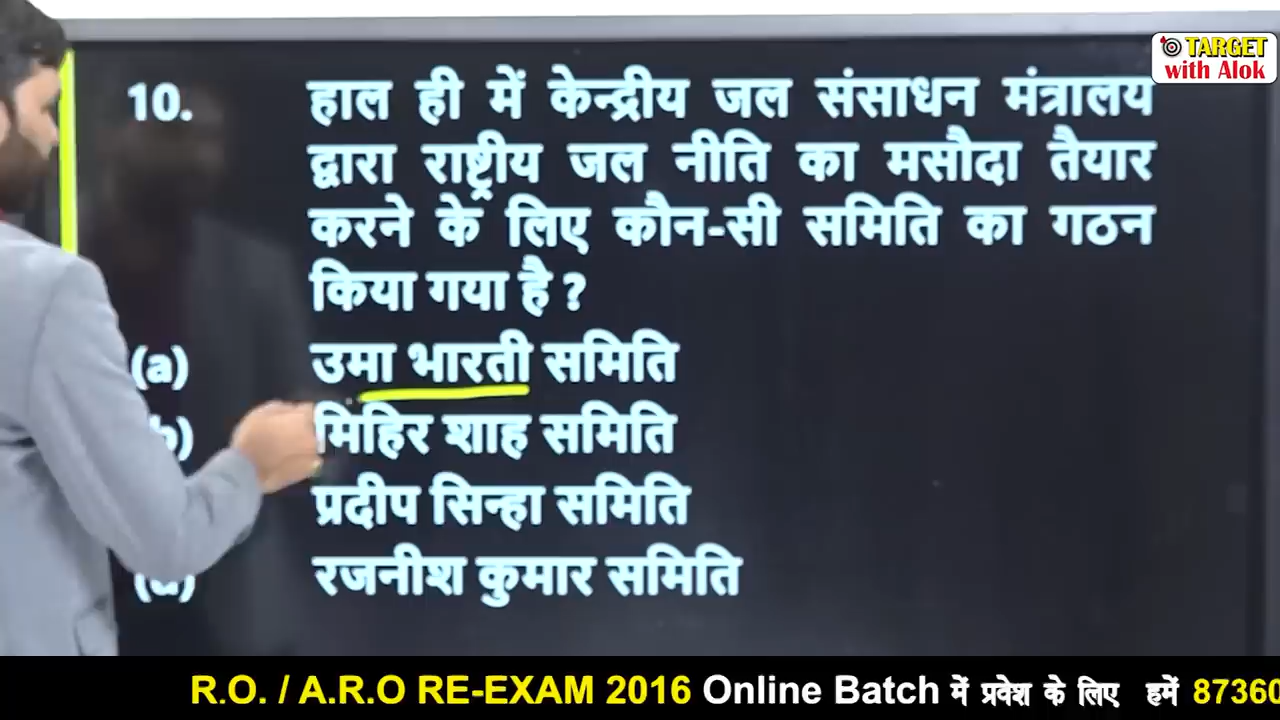 TARGET
with Alok
10. हाल ही में केन्द्रीय जल संसाधन मंत्रालय
द्वारा राष्ट्रीय जल नीति का मसौदा तैयार
करने के लिए कौन-सी समिति का गठन
किया गया है ?
(a) उमा भारती समिति
(b) मिहिर शाह समिति
प्रदीप सिन्हा समिति
(d) रजनीश कुमार समिति
R.O. / A.R.O RE-EXAM 2016 Online Batch में प्रवेश के लिए हमें 87360